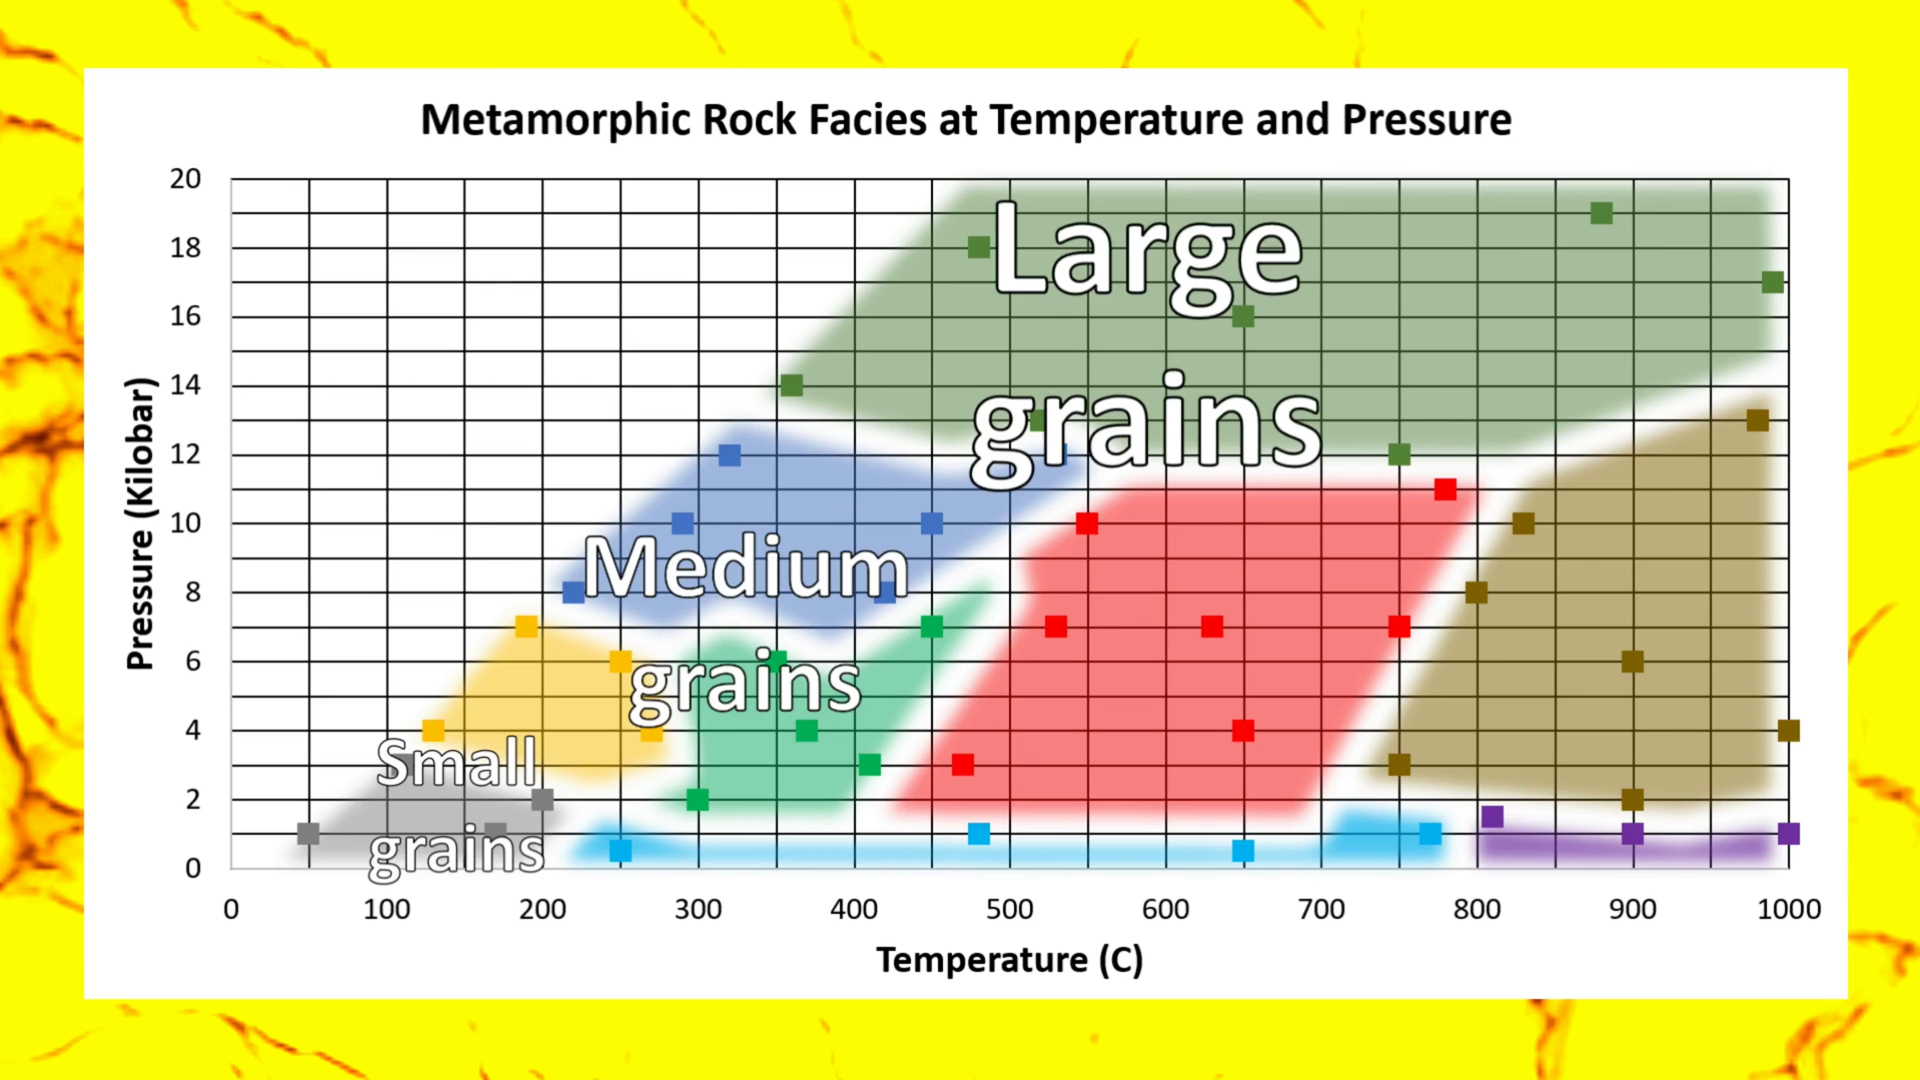 Metamorphic Rock Facies at Temperature and Pressure
Pressure (Kilobar)
20
18
16
14
12
10
8
6
4
2
0
Large
grains
Medium
grains
Small
grains
0 100 200 300 400 500 600 700 800 900 1000
Temperature (C)